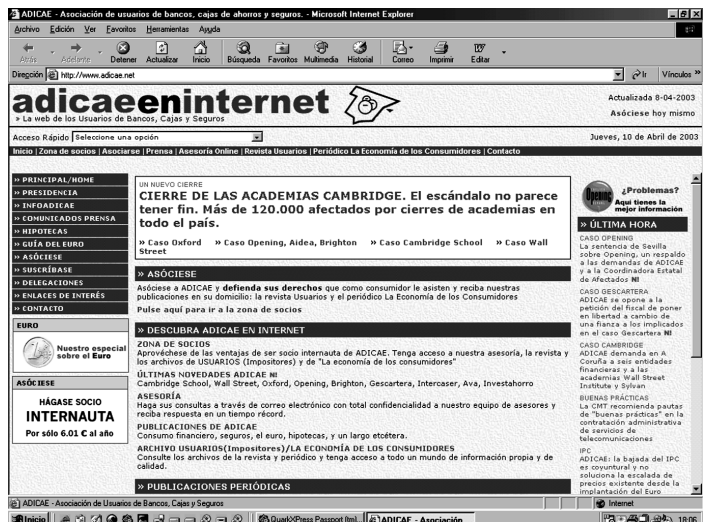 ADICAE - Asociación de usuarios de bancos, cajas de ahorros y seguros. - Microsoft Internet Explorer
Archivo Edición Ver Favoritos Herramientas Ayuda
Atrás Adelante Detener Actualizar Inicio Búsqueda Favoritos Multimedia Historial Correo Imprimir Editar
Dirección http://www.adicae.net Ir Vínculos »
adicaeeninternet
» La web de los Usuarios de Bancos, Cajas y Seguros
Actualizada 8-04-2003
Asóciese hoy mismo
Acceso Rápido Seleccione una opción
Jueves, 10 de Abril de 2003
Inicio | Zona de socios | Asociarse | Prensa | Asesoría Online | Revista Usuarios | Periódico La Economía de los Consumidores | Contacto
» PRINCIPAL/HOME
» PRESIDENCIA
» INFOADICAE
» COMUNICADOS PRENSA
» HIPOTECAS
» GUÍA DEL EURO
» ASÓCIESE
» SUSCRÍBASE
» DELEGACIONES
» ENLACES DE INTERÉS
» CONTACTO
EURO
Nuestro especial
sobre el Euro
ASÓCIESE
HÁGASE SOCIO
INTERNAUTA
Por sólo 6.01 € al año
UN NUEVO CIERRE
CIERRE DE LAS ACADEMIAS CAMBRIDGE. El escándalo no parece
tener fin. Más de 120.000 afectados por cierres de academias en
todo el país.
» Caso Oxford » Caso Opening, Aidea, Brighton » Caso Cambridge School » Caso Wall
Street
» ASÓCIESE
Asóciese a ADICAE y defienda sus derechos que como consumidor le asisten y reciba nuestras
publicaciones en su domicilio: la revista Usuarios y el periódico La Economía de los Consumidores
Pulse aquí para ir a la zona de socios
» DESCUBRA ADICAE EN INTERNET
ZONA DE SOCIOS
Aprovéchese de las ventajas de ser socio internauta de ADICAE. Tenga acceso a nuestra asesoría, la revista y
los archivos de USUARIOS (Impositores) y de "La economía de los consumidores"
ÚLTIMAS NOVEDADES ADICAE N!
Cambridge School, Wall Street, Oxford, Opening, Brighton, Gescartera, Intercaser, Ava, Investahorro
ASESORÍA
Haga sus consultas a través de correo electrónico con total confidencialidad a nuestro equipo de asesores y
reciba respuesta en un tiempo récord.
PUBLICACIONES DE ADICAE
Consumo financiero, seguros, el euro, hipotecas, y un largo etcétera.
ARCHIVO USUARIOS(Impositores)/LA ECONOMÍA DE LOS CONSUMIDORES
Consulte los archivos de la revista y periódico y tenga acceso a todo un mundo de información propia y de
calidad.
» PUBLICACIONES PERIÓDICAS
Opening
¿Problemas?
Aquí tienes la
mejor información
» ÚLTIMA HORA
CASO OPENING
La sentencia de Sevilla
sobre Opening, un respaldo
a las demandas de ADICAE
y a la Coordinadora Estatal
de Afectados N!
CASO GESCARTERA
ADICAE se opone a la
petición del fiscal de poner
en libertad a cambio de
una fianza a los implicados
en el caso Gescartera N!
CASO CAMBRIDGE
ADICAE demanda en A
Coruña a seis entidades
financieras y a las
academias Wall Street
Institute y Sylvan
BUENAS PRÁCTICAS
La CMT recomienda pautas
de "buenas prácticas" en la
contratación administrativa
de servicios de
telecomunicaciones
IPC
ADICAE: la bajada del IPC
es coyuntural y no
soluciona la escalada de
precios existente desde la
implantación del Euro
ADICAE - Asociación de Usuarios de Bancos, Cajas y Seguros
Internet
Inicio
QuarkXPress Passport (tm)...
ADICAE - Asociación...
18:06